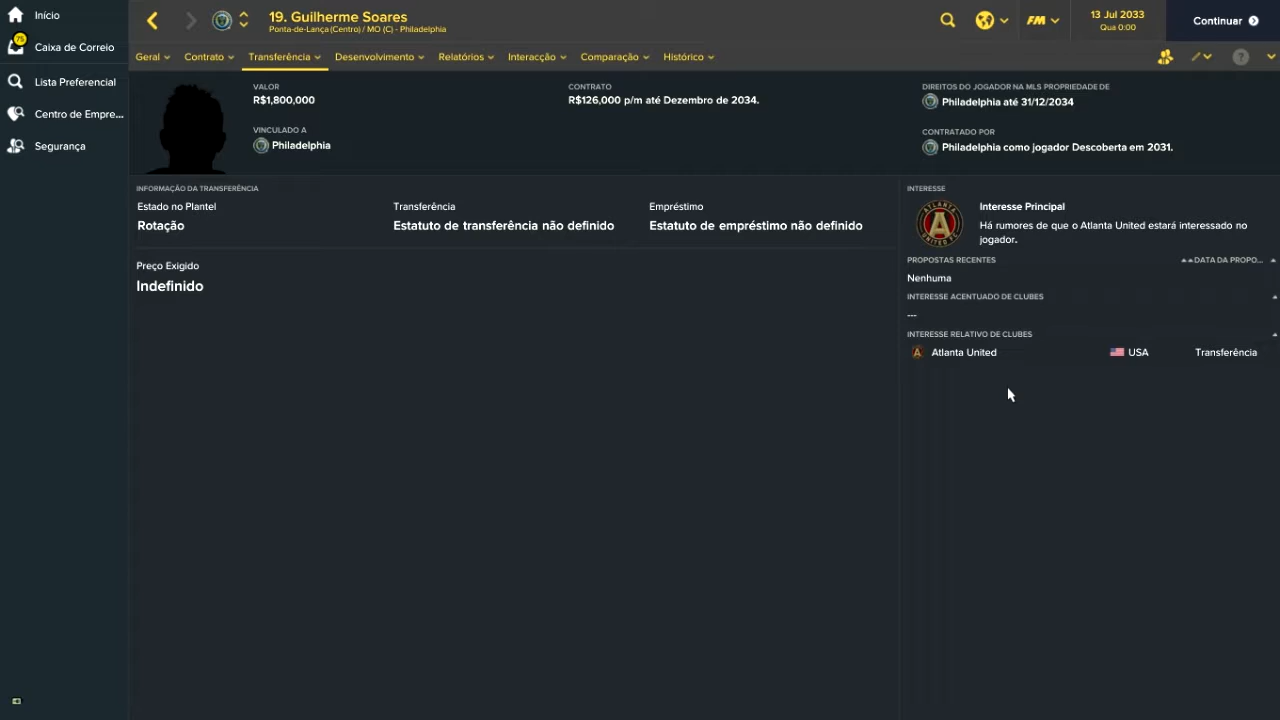 Início
75
Caixa de Correio
Lista Preferencial
Centro de Empre...
Segurança
19. Guilherme Soares
Ponta-de-Lança (Centro) / MO (C) - Philadelphia
FM
13 Jul 2033
Qua 0:00
Continuar
Geral
Contrato
Transferência
Desenvolvimento
Relatórios
Interacção
Comparação
Histórico
?
VALOR
R$1,800,000
VINCULADO A
Philadelphia
CONTRATO
R$126,000 p/m até Dezembro de 2034.
DIREITOS DO JOGADOR NA MLS PROPRIEDADE DE
Philadelphia até 31/12/2034
CONTRATADO POR
Philadelphia como jogador Descoberta em 2031.
INFORMAÇÃO DA TRANSFERÊNCIA
Estado no Plantel
Rotação
Transferência
Estatuto de transferência não definido
Empréstimo
Estatuto de empréstimo não definido
Preço Exigido
Indefinido
INTERESSE
ATLANTA
A
UNITED FC
Interesse Principal
Há rumores de que o Atlanta United estará interessado no
jogador.
PROPOSTAS RECENTES
DATA DA PROPO...
Nenhuma
INTERESSE ACENTUADO DE CLUBES
---
INTERESSE RELATIVO DE CLUBES
Atlanta United
USA
Transferência